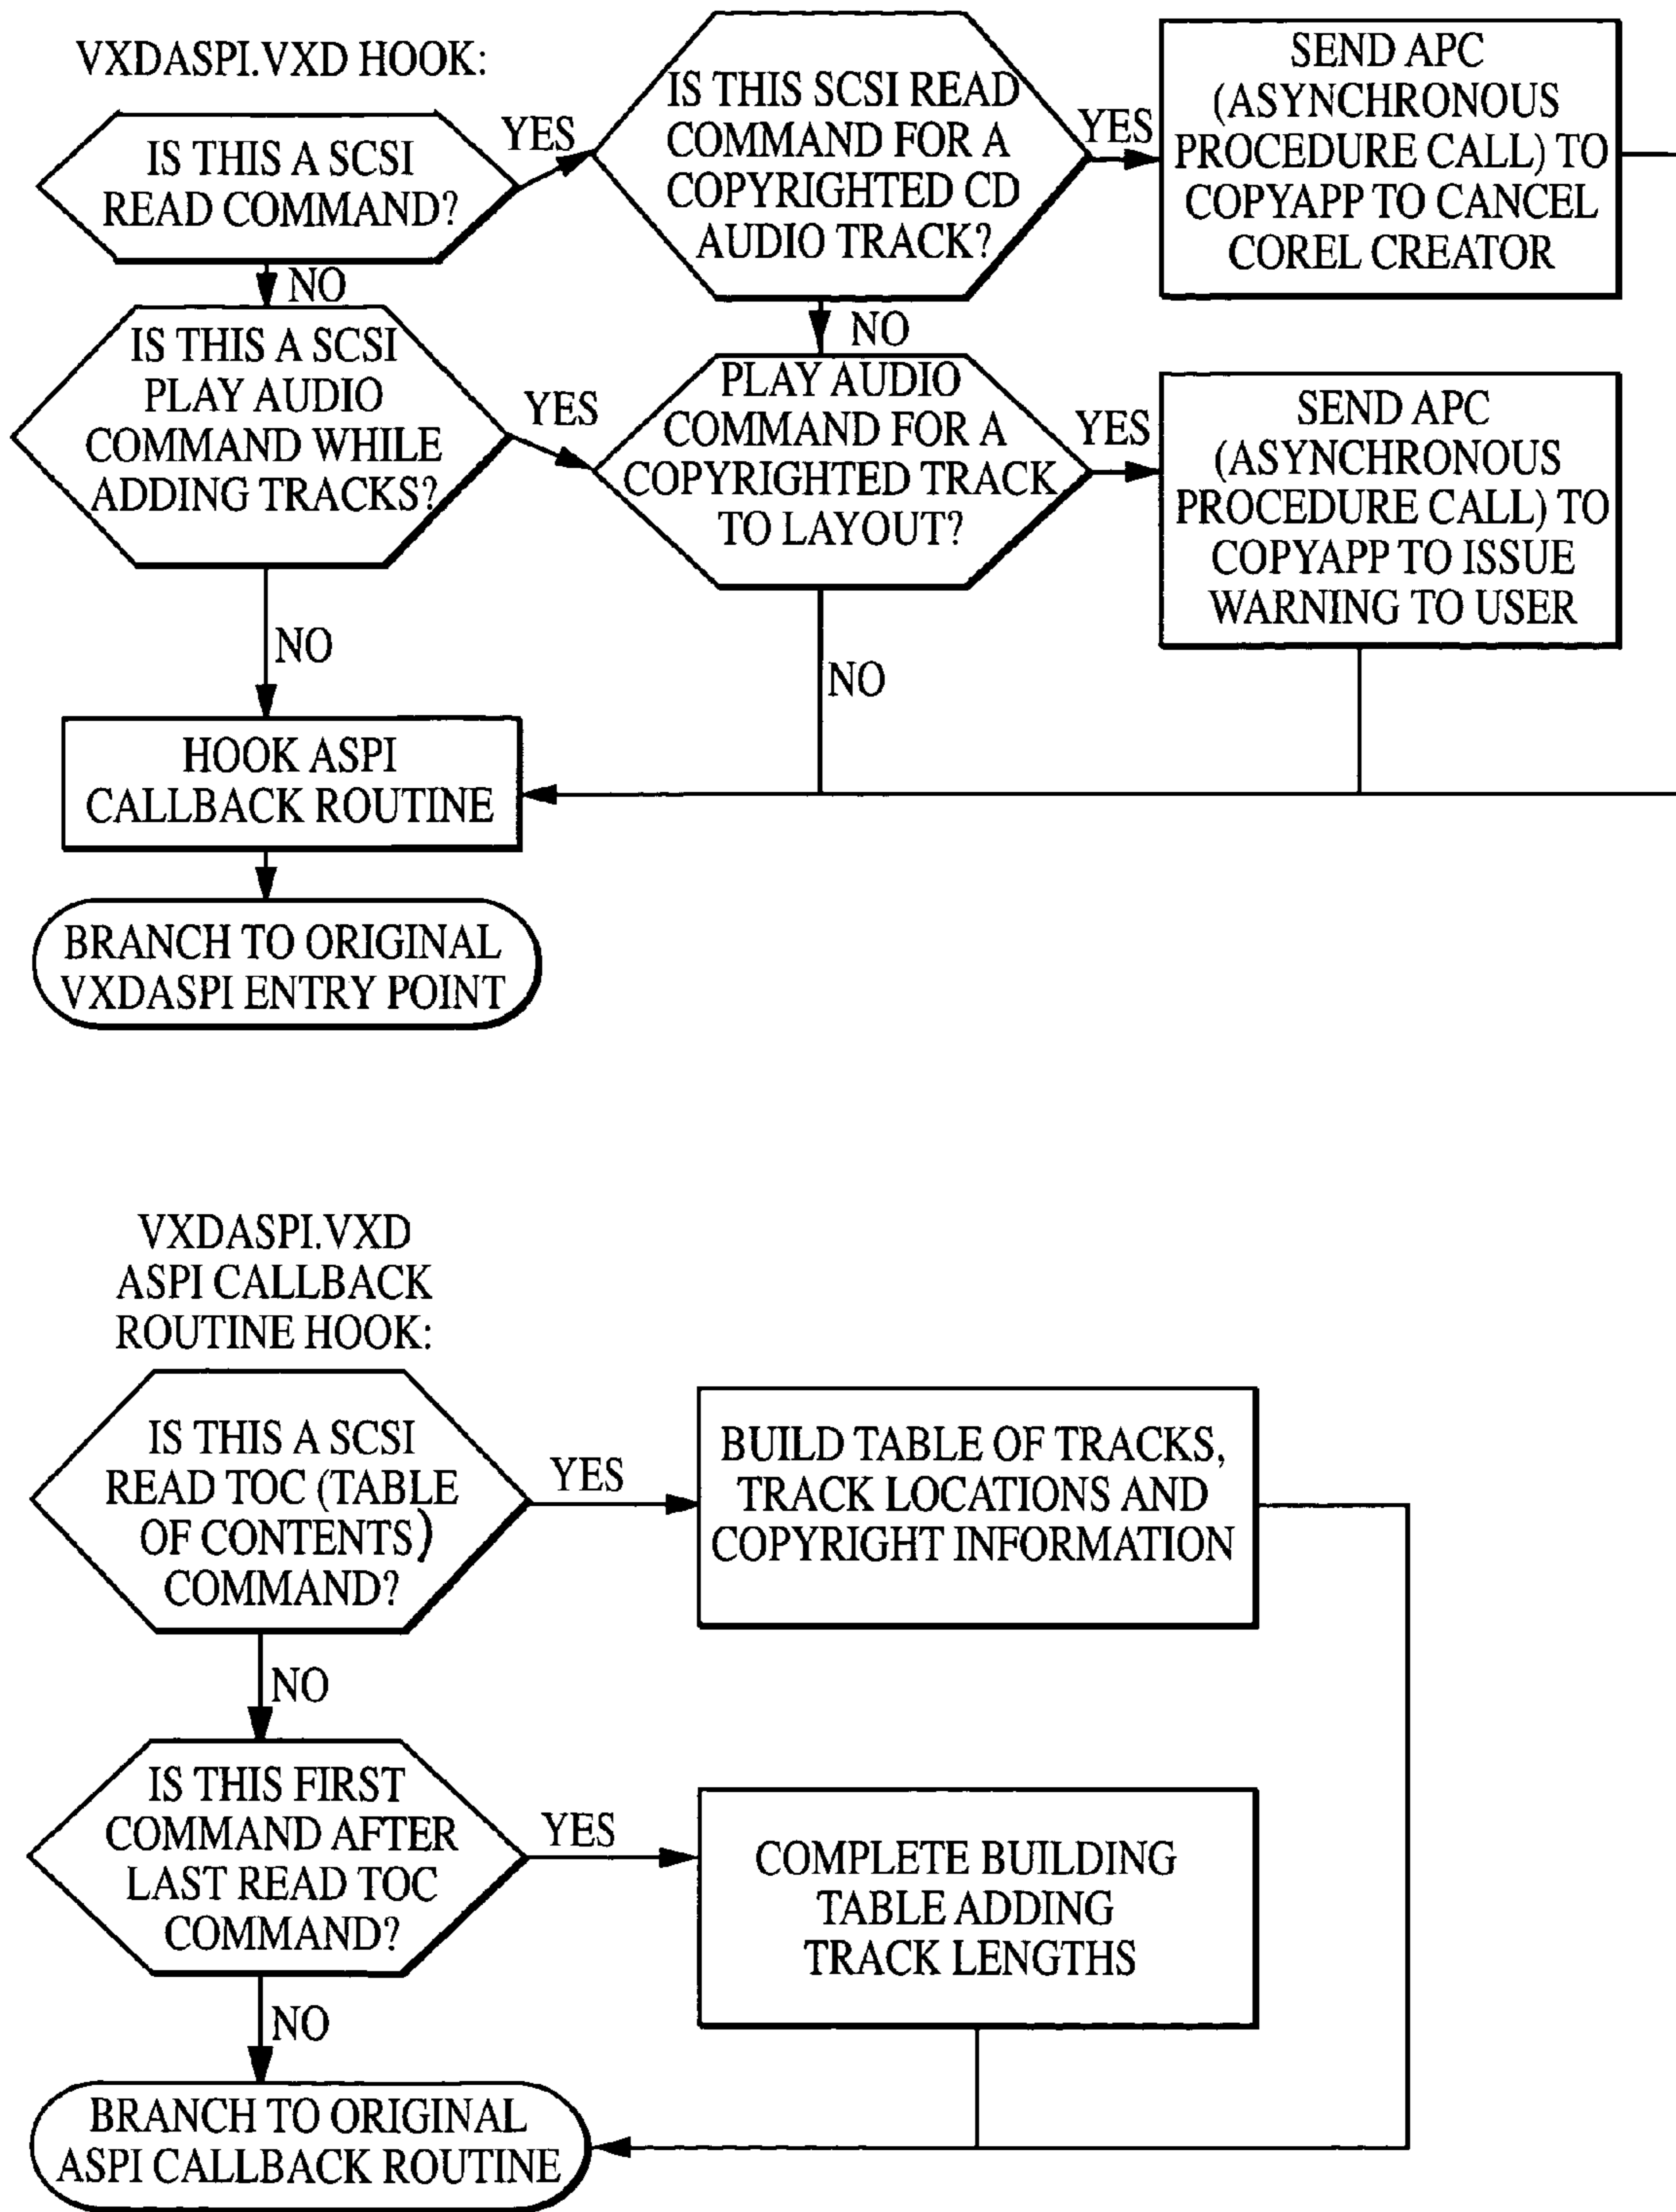 VXDASPI.VXD HOOK:
IS THIS A SCSI
READ COMMAND?
YES
IS THIS SCSI READ
COMMAND FOR A
COPYRIGHTED CD
AUDIO TRACK?
YES
SEND APC
(ASYNCHRONOUS
PROCEDURE CALL) TO
COPYAPP TO CANCEL
COREL CREATOR
NO
NO
IS THIS A SCSI
PLAY AUDIO
COMMAND WHILE
ADDING TRACKS?
YES
PLAY AUDIO
COMMAND FOR A
COPYRIGHTED TRACK
TO LAYOUT?
YES
SEND APC
(ASYNCHRONOUS
PROCEDURE CALL) TO
COPYAPP TO ISSUE
WARNING TO USER
NO
NO
HOOK ASPI
CALLBACK ROUTINE
BRANCH TO ORIGINAL
VXDASPI ENTRY POINT
VXDASPI.VXD
ASPI CALLBACK
ROUTINE HOOK:
IS THIS A SCSI
READ TOC (TABLE
OF CONTENTS)
COMMAND?
YES
BUILD TABLE OF TRACKS,
TRACK LOCATIONS AND
COPYRIGHT INFORMATION
NO
IS THIS FIRST
COMMAND AFTER
LAST READ TOC
COMMAND?
YES
COMPLETE BUILDING
TABLE ADDING
TRACK LENGTHS
NO
BRANCH TO ORIGINAL
ASPI CALLBACK ROUTINE